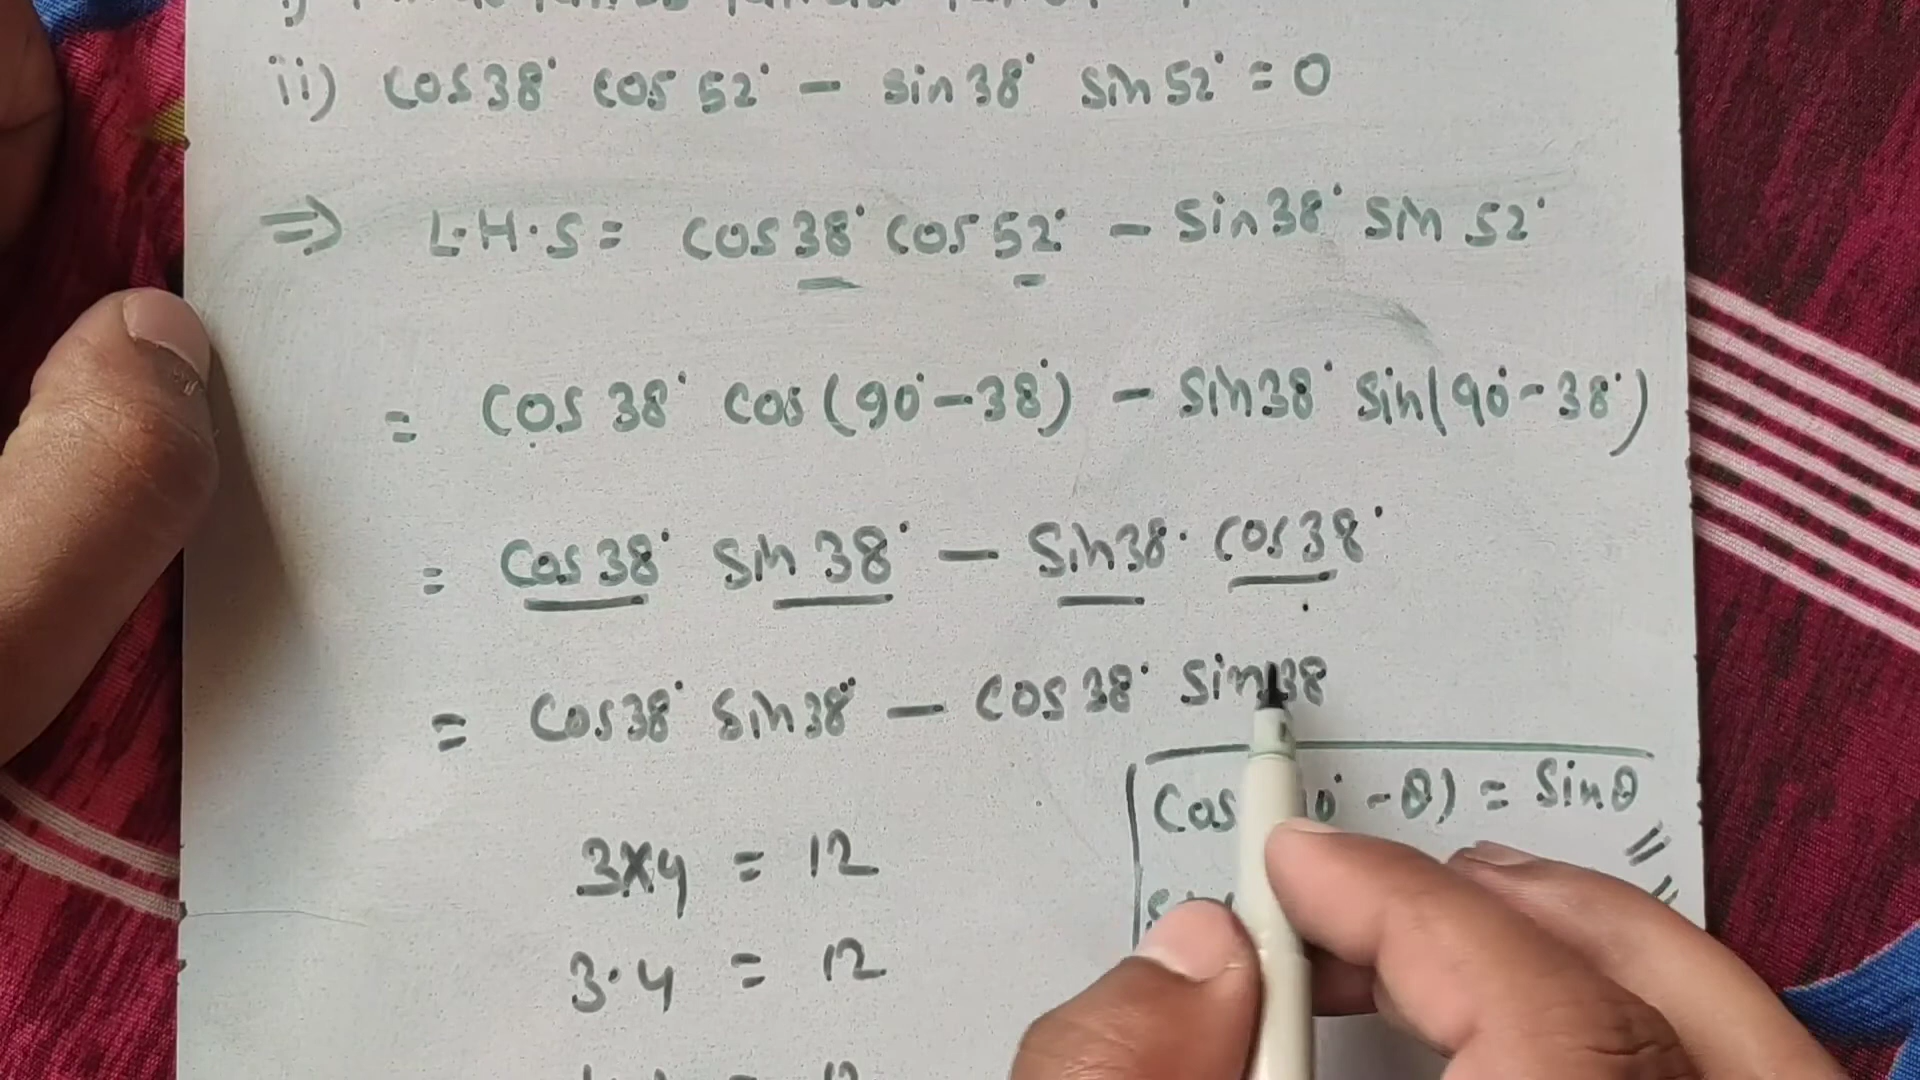 ii) cos 38° cos 52° - sin 38° sin 52° = 0
⇒ L.H.S = cos 38° cos 52° - sin 38° sin 52°
= cos 38° cos (90° - 38°) - sin 38° sin (90° - 38°)
= cos 38° sin 38° - sin 38° . cos 38°
= cos 38° sin 38° - cos 38° sin 38
- θ) = sin θ
3x4 = 12
3.4 = 12